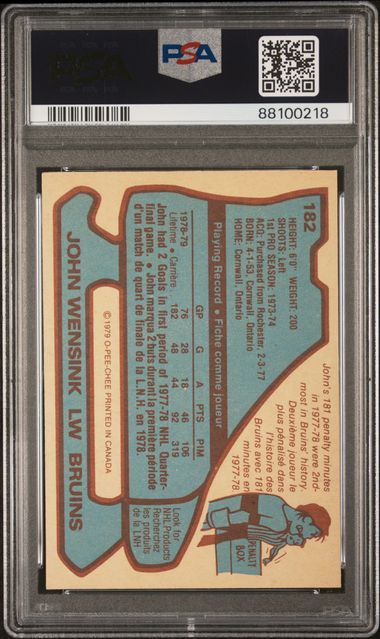 PSA
PSA
88100218
182
HEIGHT: 6'0" WEIGHT: 200
SHOOTS: Left
1st PRO SEASON: 1973-74
ACQ: Purchased from Rochester, 2-3-77
BORN: 4-1-53, Cornwall, Ontario
HOME: Cornwall, Ontario
Playing Record • Fiche comme joueur
GP G A PTS PIM
1978-79 76 28 18 46 106
Lifetime • Carrière 182 48 44 92 319
John had 2 Goals in first period of 1977-78 NHL Quarter-
final game. • John marqua 2 buts durant la première période
d'un match de quart de finale de la L.N.H. en 1978.
John's 181 penalty minutes
in 1977-78 were 2nd-
most in Bruins' history.
Deuxième joueur le
plus pénalisé dans
l'histoire des
Bruins avec 181
minutes en
1977-78
PENALTY
BOX
Look for
NHL Products
Recherchez
les produits
de la LNH
© 1979 O-PEE-CHEE PRINTED IN CANADA
JOHN WENSINK LW BRUINS